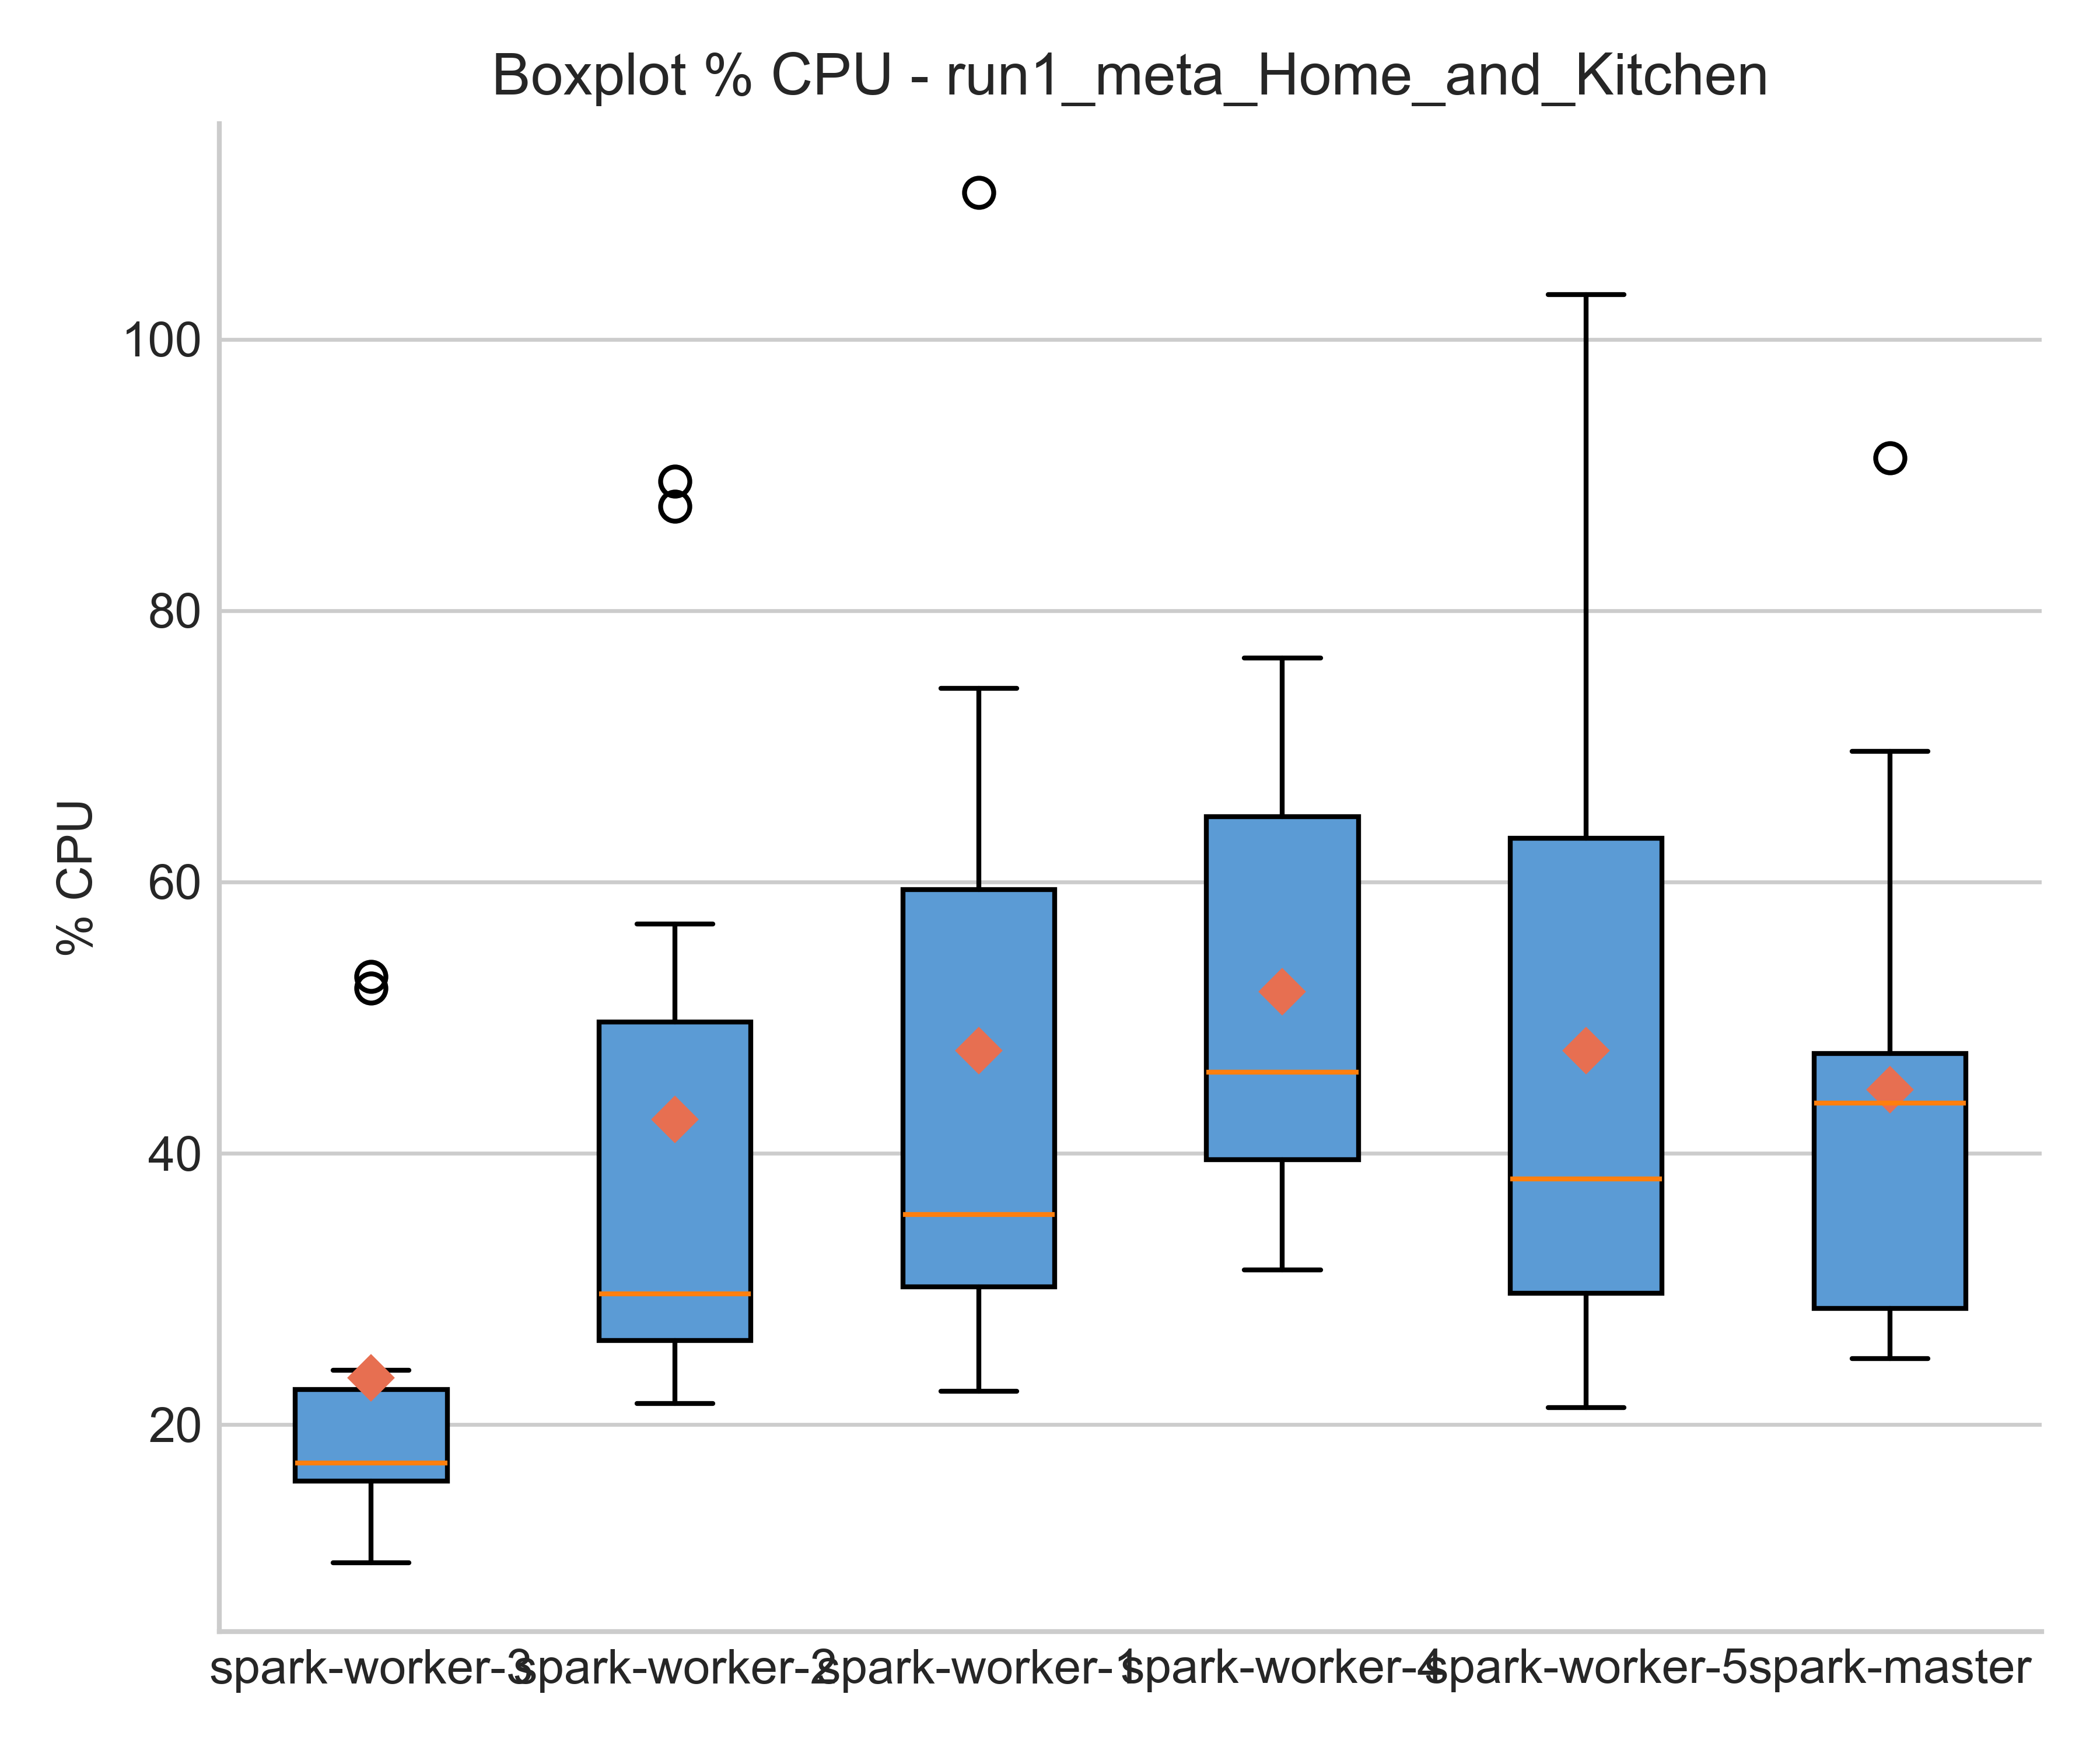 Boxplot % CPU - run1_meta_Home_and_Kitchen
% CPU
100
80
60
40
20
spark-worker-3 spark-worker-2 spark-worker-1 spark-worker-4 spark-worker-5 spark-master